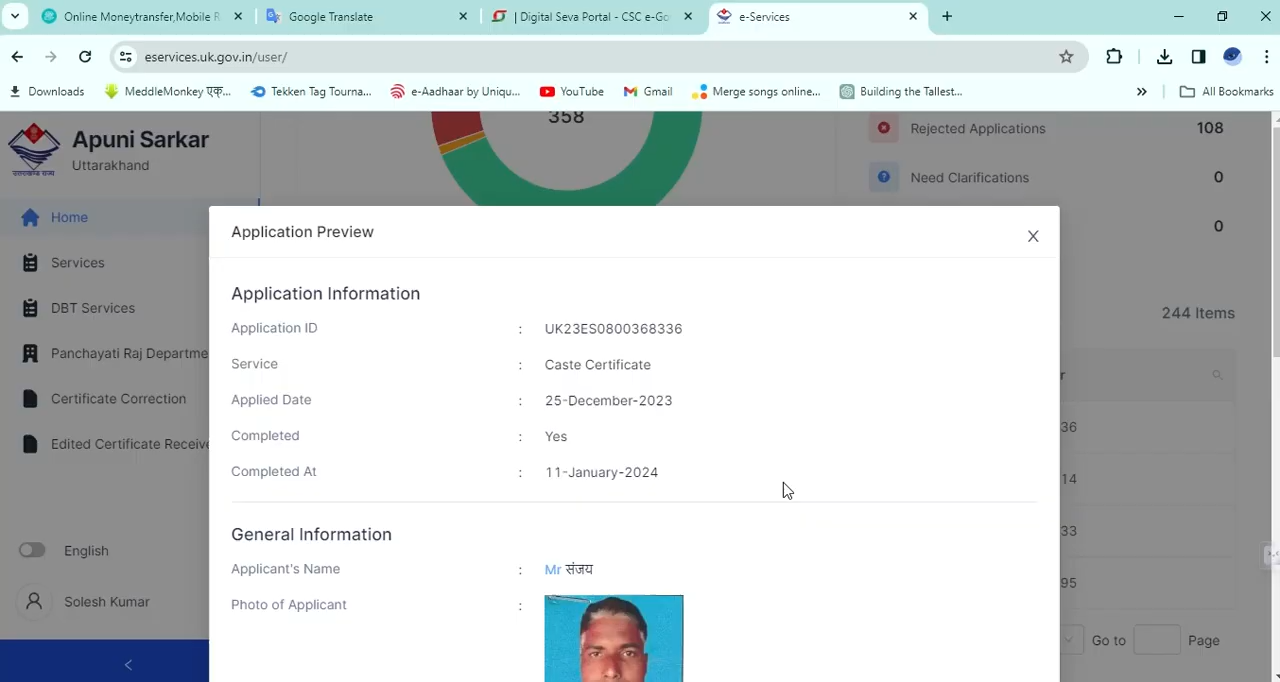 Online Moneytransfer,Mobile R
Google Translate
| Digital Seva Portal - CSC e-Go
e-Services
eservices.uk.gov.in/user/
Downloads
MeddleMonkey एक...
Tekken Tag Tourna...
e-Aadhaar by Uniqu...
YouTube
Gmail
Merge songs online...
Building the Tallest...
»
All Bookmarks
Apuni Sarkar
Uttarakhand
358
Rejected Applications 108
Need Clarifications 0
0
Home
Services
DBT Services
Panchayati Raj Departme
Certificate Correction
Edited Certificate Receive
English
Solesh Kumar
Application Preview
Application Information
Application ID : UK23ES0800368336
Service : Caste Certificate
Applied Date : 25-December-2023
Completed : Yes
Completed At : 11-January-2024
General Information
Applicant's Name : Mr संजय
Photo of Applicant :
244 Items
r
36
14
33
95
Go to Page